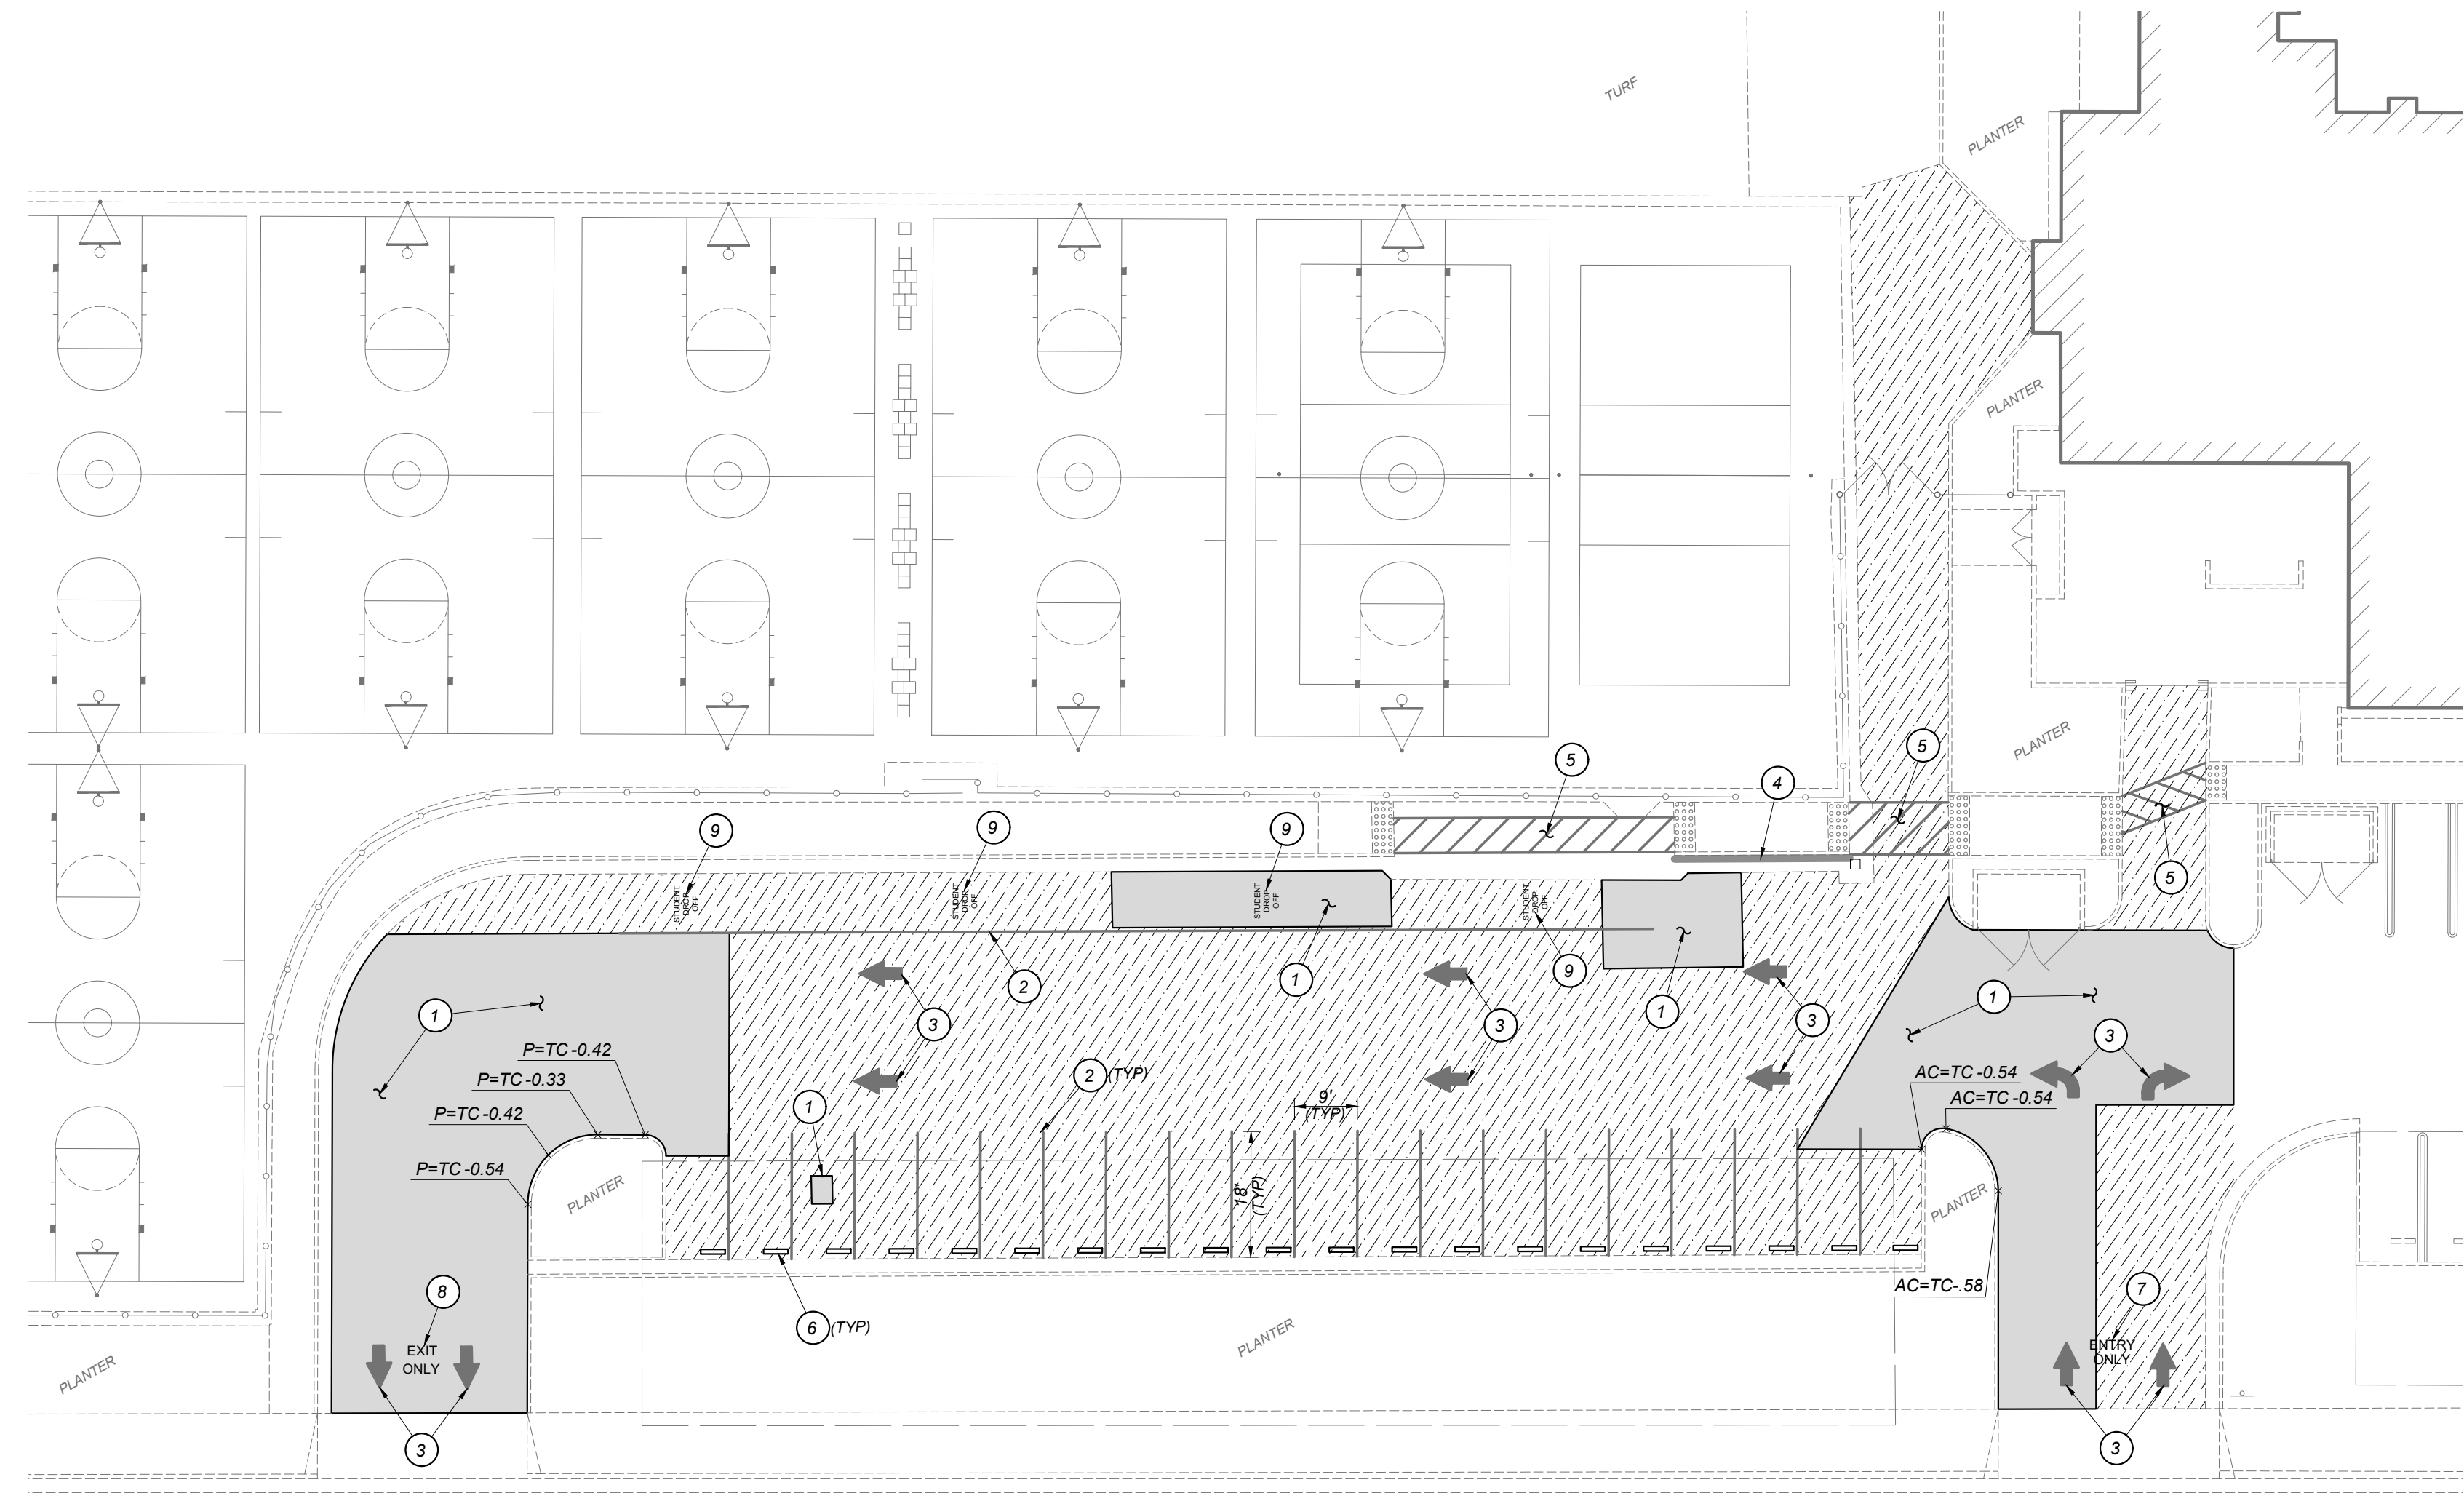 TURF
PLANTER
PLANTER
PLANTER
5
5
4
9
9
9
5
STUDENT
DROP
OFF
STUDENT
DROP
OFF
STUDENT
DROP
OFF
STUDENT
DROP
OFF
9
1
2
1
1
1
3
3
3
3
P=TC -0.42
P=TC -0.33
P=TC -0.42
P=TC -0.54
2
(TYP)
1
9'
(TYP)
18'
(TYP)
AC=TC -0.54
AC=TC -0.54
PLANTER
PLANTER
AC=TC-.58
8
7
6
(TYP)
PLANTER
PLANTER
EXIT
ONLY
ENTRY
ONLY
3
3